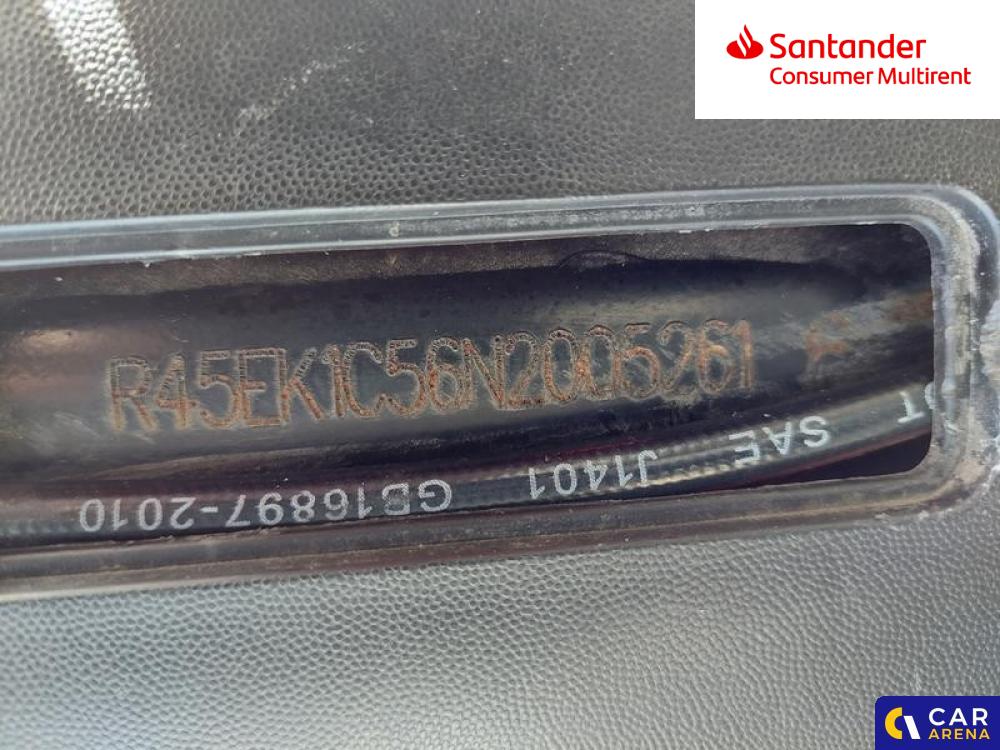 Santander
Consumer Multirent
R45EK1C56N2005261
GB16897-2010 J1401 SAE
CAR
ARENA